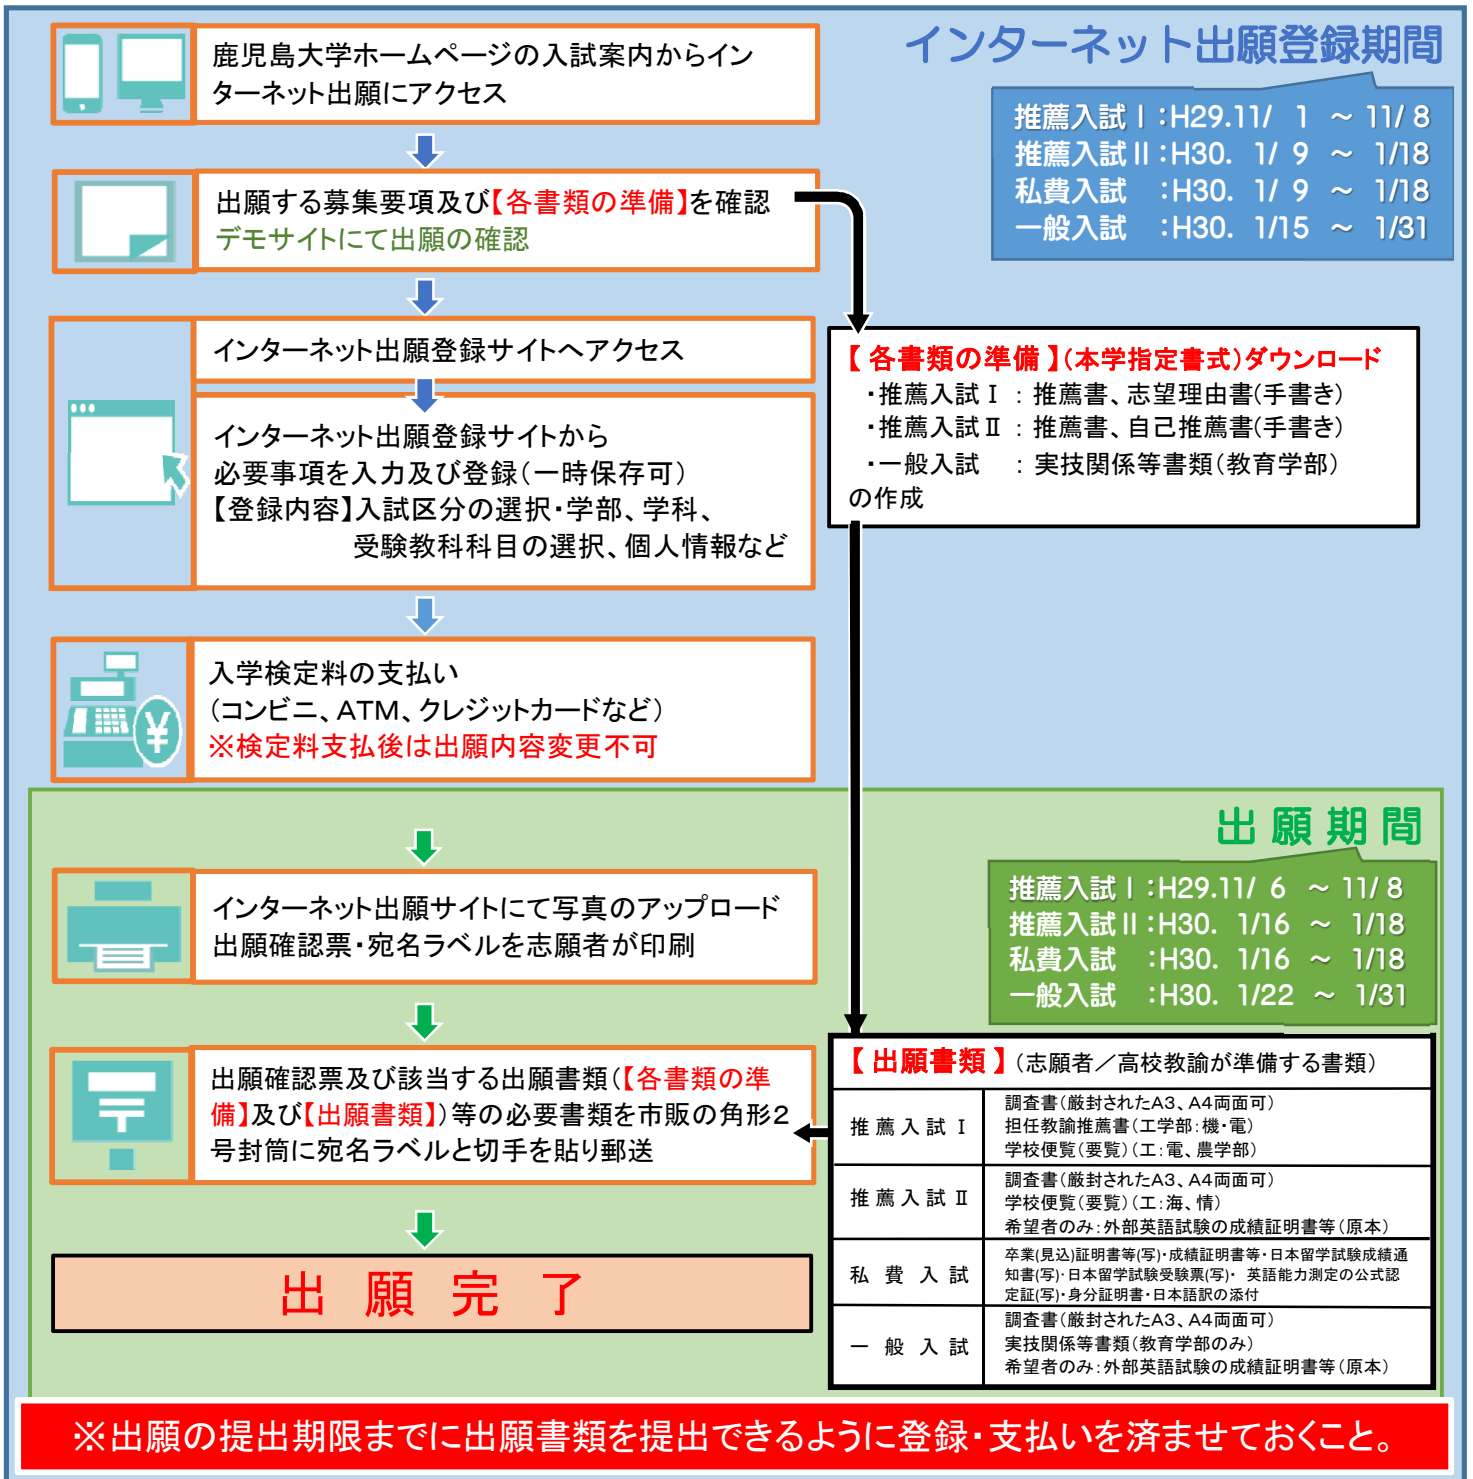 インターネット出願登録期間
鹿児島大学ホームページの入試案内からイン
ターネット出願にアクセス
推薦入試Ⅰ:H29.11/ 1 ～ 11/ 8
推薦入試Ⅱ:H30. 1/ 9 ～ 1/18
私費入試 :H30. 1/ 9 ～ 1/18
一般入試 :H30. 1/15 ～ 1/31
出願する募集要項及び【各書類の準備】を確認
デモサイトにて出願の確認
インターネット出願登録サイトへアクセス
インターネット出願登録サイトから
必要事項を入力及び登録(一時保存可)
【登録内容】入試区分の選択・学部、学科、
受験教科科目の選択、個人情報など
【各書類の準備】(本学指定書式)ダウンロード
・推薦入試Ⅰ : 推薦書、志望理由書(手書き)
・推薦入試Ⅱ : 推薦書、自己推薦書(手書き)
・一般入試 : 実技関係等書類(教育学部)
の作成
入学検定料の支払い
(コンビニ、ATM、クレジットカードなど)
※検定料支払後は出願内容変更不可
¥
出願期間
推薦入試Ⅰ:H29.11/ 6 ～ 11/ 8
推薦入試Ⅱ:H30. 1/16 ～ 1/18
私費入試 :H30. 1/16 ～ 1/18
一般入試 :H30. 1/22 ～ 1/31
インターネット出願サイトにて写真のアップロード
出願確認票・宛名ラベルを志願者が印刷
〒
出願確認票及び該当する出願書類(【各書類の準
備】及び【出願書類】)等の必要書類を市販の角形2
号封筒に宛名ラベルと切手を貼り郵送
【出願書類】(志願者／高校教諭が準備する書類)
推薦入試Ⅰ
調査書(厳封されたA3、A4両面可)
担任教諭推薦書(工学部:機・電)
学校便覧(要覧)(工:電、農学部)
推薦入試Ⅱ
調査書(厳封されたA3、A4両面可)
学校便覧(要覧)(工:海、情)
希望者のみ:外部英語試験の成績証明書等(原本)
私費入試
卒業(見込)証明書等(写)・成績証明書等・日本留学試験成績通
知書(写)・日本留学試験受験票(写)・ 英語能力測定の公式認
定証(写)・身分証明書・日本語訳の添付
一般入試
調査書(厳封されたA3、A4両面可)
実技関係等書類(教育学部のみ)
希望者のみ:外部英語試験の成績証明書等(原本)
出願完了
※出願の提出期限までに出願書類を提出できるように登録・支払いを済ませておくこと。